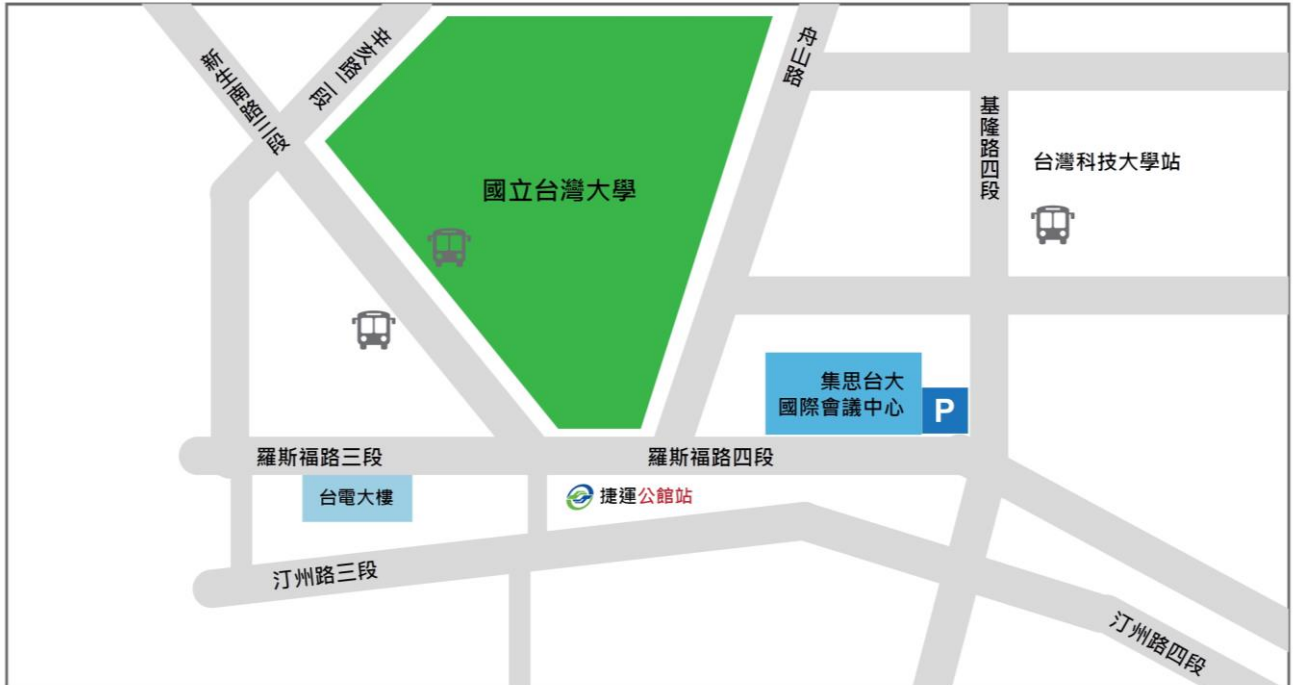 辛亥路一段
新生南路三段
舟山路
基隆路四段
台灣科技大學站
國立台灣大學
集思台大
國際會議中心
P
羅斯福路三段
羅斯福路四段
台電大樓
捷運公館站
汀州路三段
汀州路四段